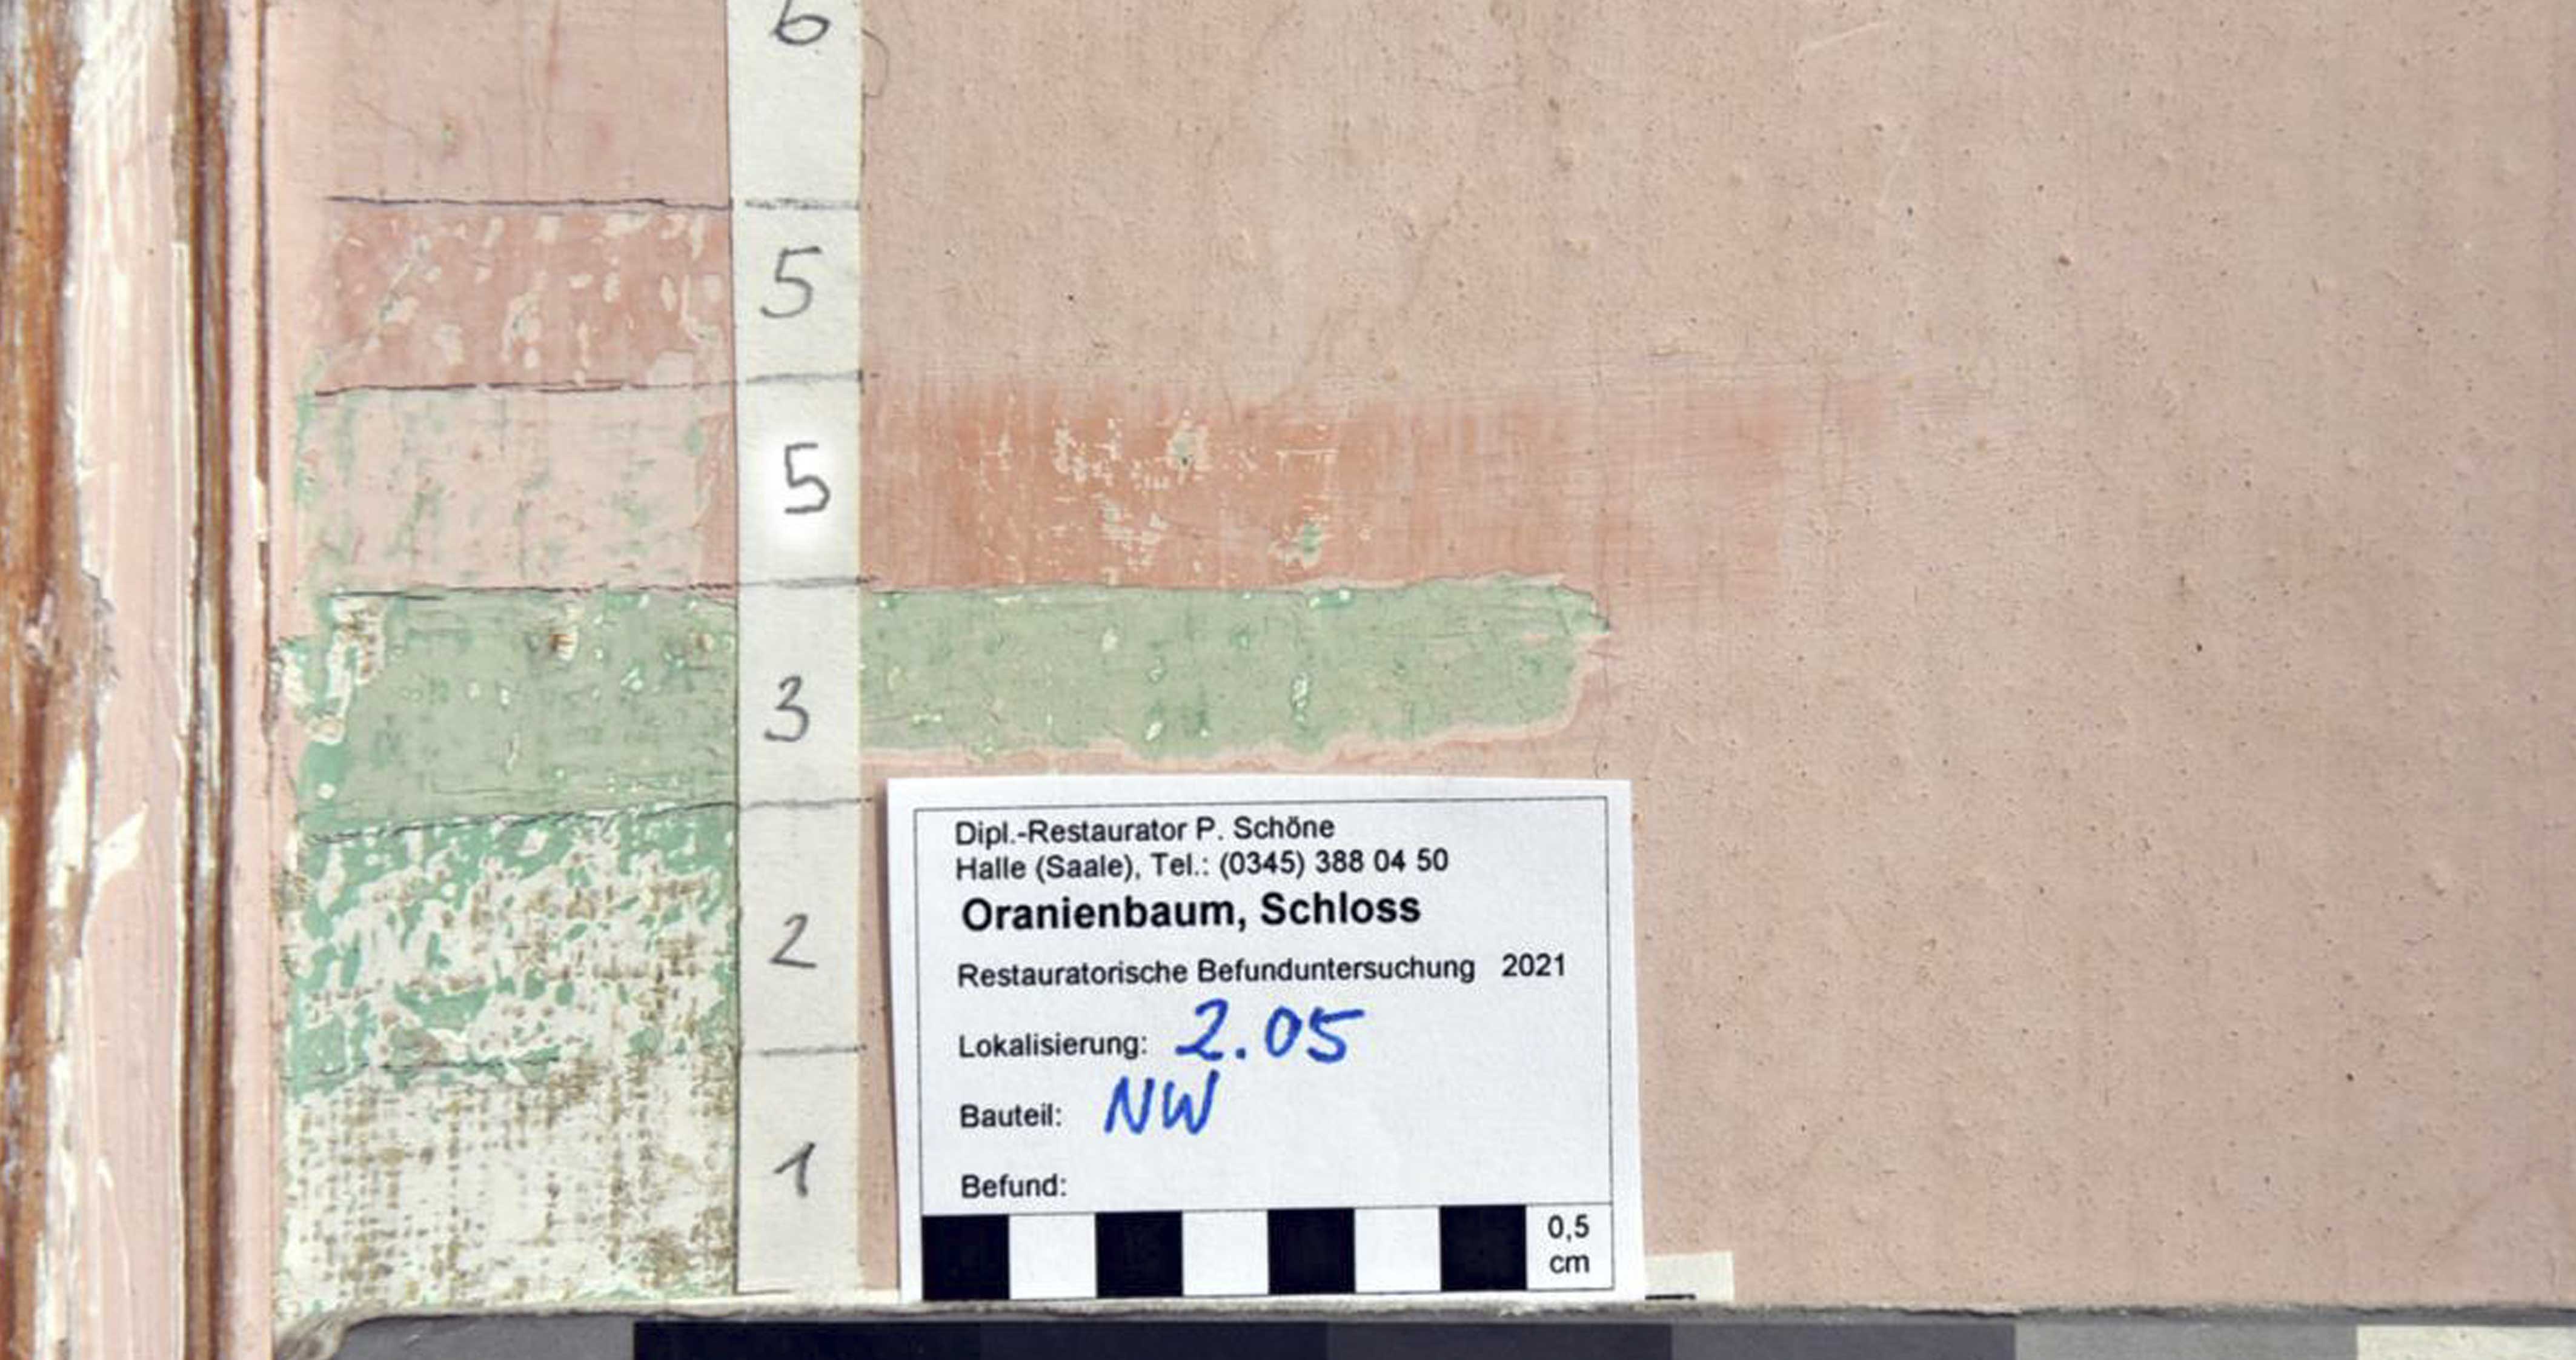 6
5
5
3
2
1
Dipl.-Restaurator P. Schöne
Halle (Saale), Tel.: (0345) 388 04 50
Oranienbaum, Schloss
Restauratorische Befunduntersuchung 2021
Lokalisierung: 2.05
Bauteil: NW
Befund:
0,5
cm